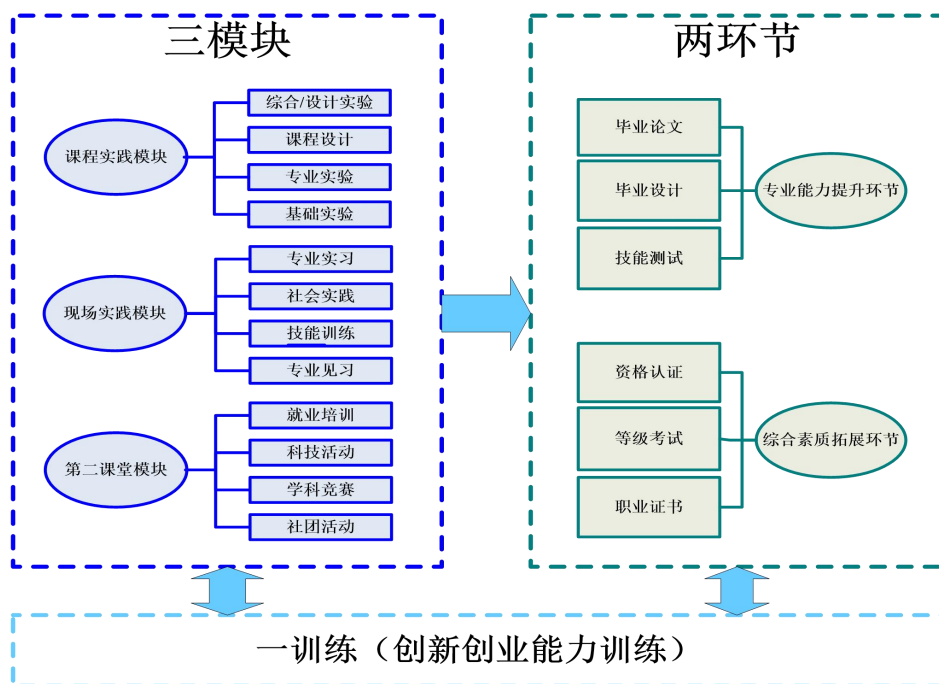 三模块
课程实践模块
综合/设计实验
课程设计
专业实验
基础实验
现场实践模块
专业实习
社会实践
技能训练
专业见习
第二课堂模块
就业培训
科技活动
学科竞赛
社团活动
两环节
毕业论文
毕业设计
技能测试
专业能力提升环节
资格认证
等级考试
职业证书
综合素质拓展环节
一训练（创新创业能力训练）